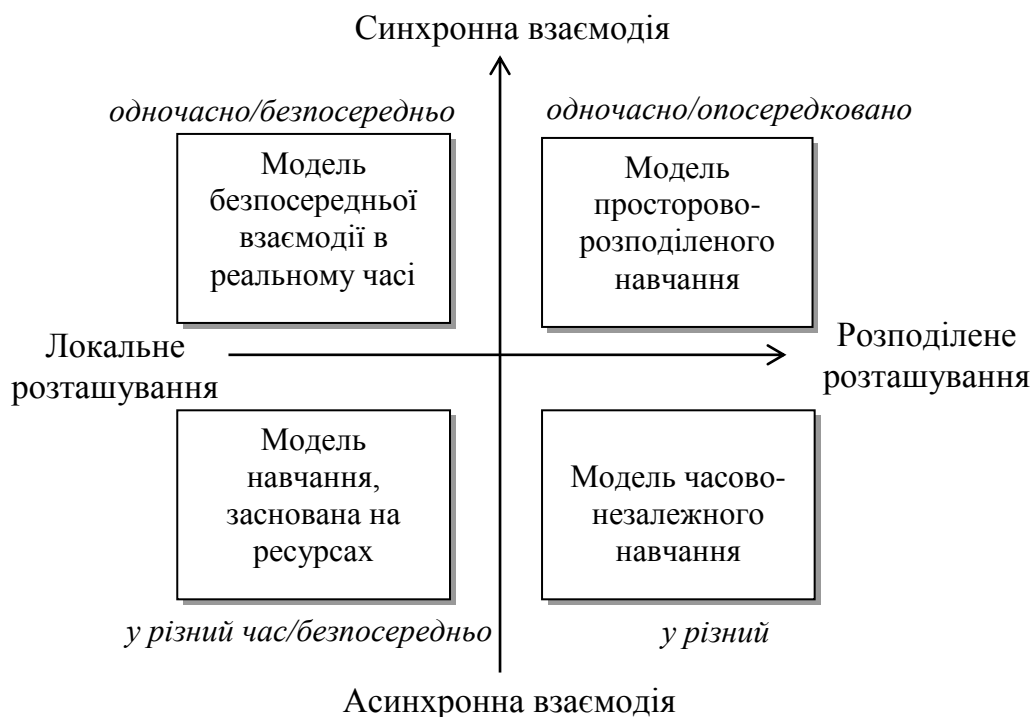 Синхронна взаємодія
одночасно/безпосередньо
одночасно/опосередковано
Модель
безпосередньої
взаємодії в
реальному часі
Модель
просторово-
розподіленого
навчання
Локальне
розташування
Розподілене
розташування
Модель
навчання,
заснована на
ресурсах
Модель часово-
незалежного
навчання
у різний час/безпосередньо
у різний
Асинхронна взаємодія